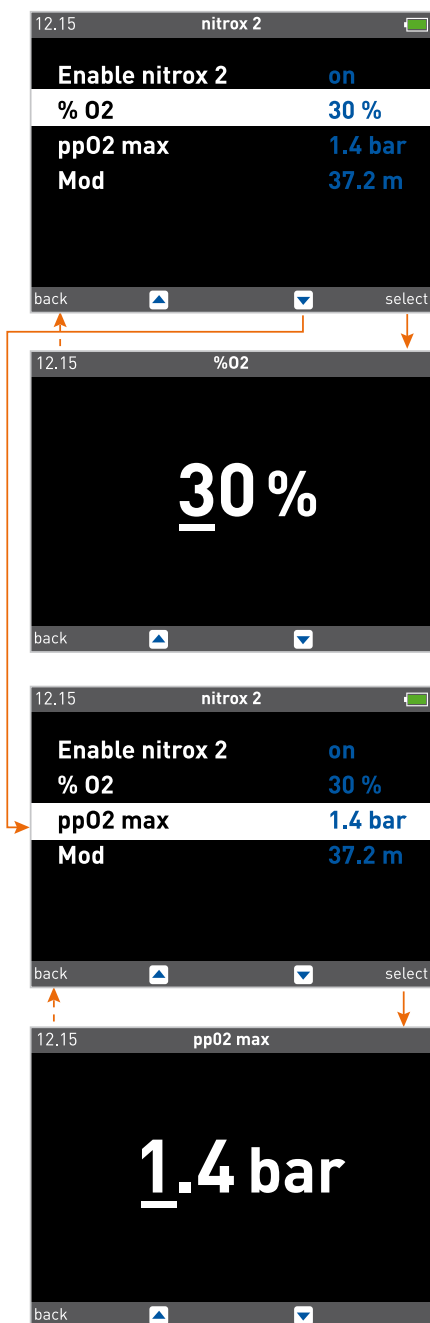 12.15 nitrox 2
Enable nitrox 2 on
% O2 30 %
ppO2 max 1.4 bar
Mod 37.2 m
back select
12.15 %O2
30 %
back
12.15 nitrox 2
Enable nitrox 2 on
% O2 30 %
ppO2 max 1.4 bar
Mod 37.2 m
back select
12.15 ppO2 max
1.4 bar
back